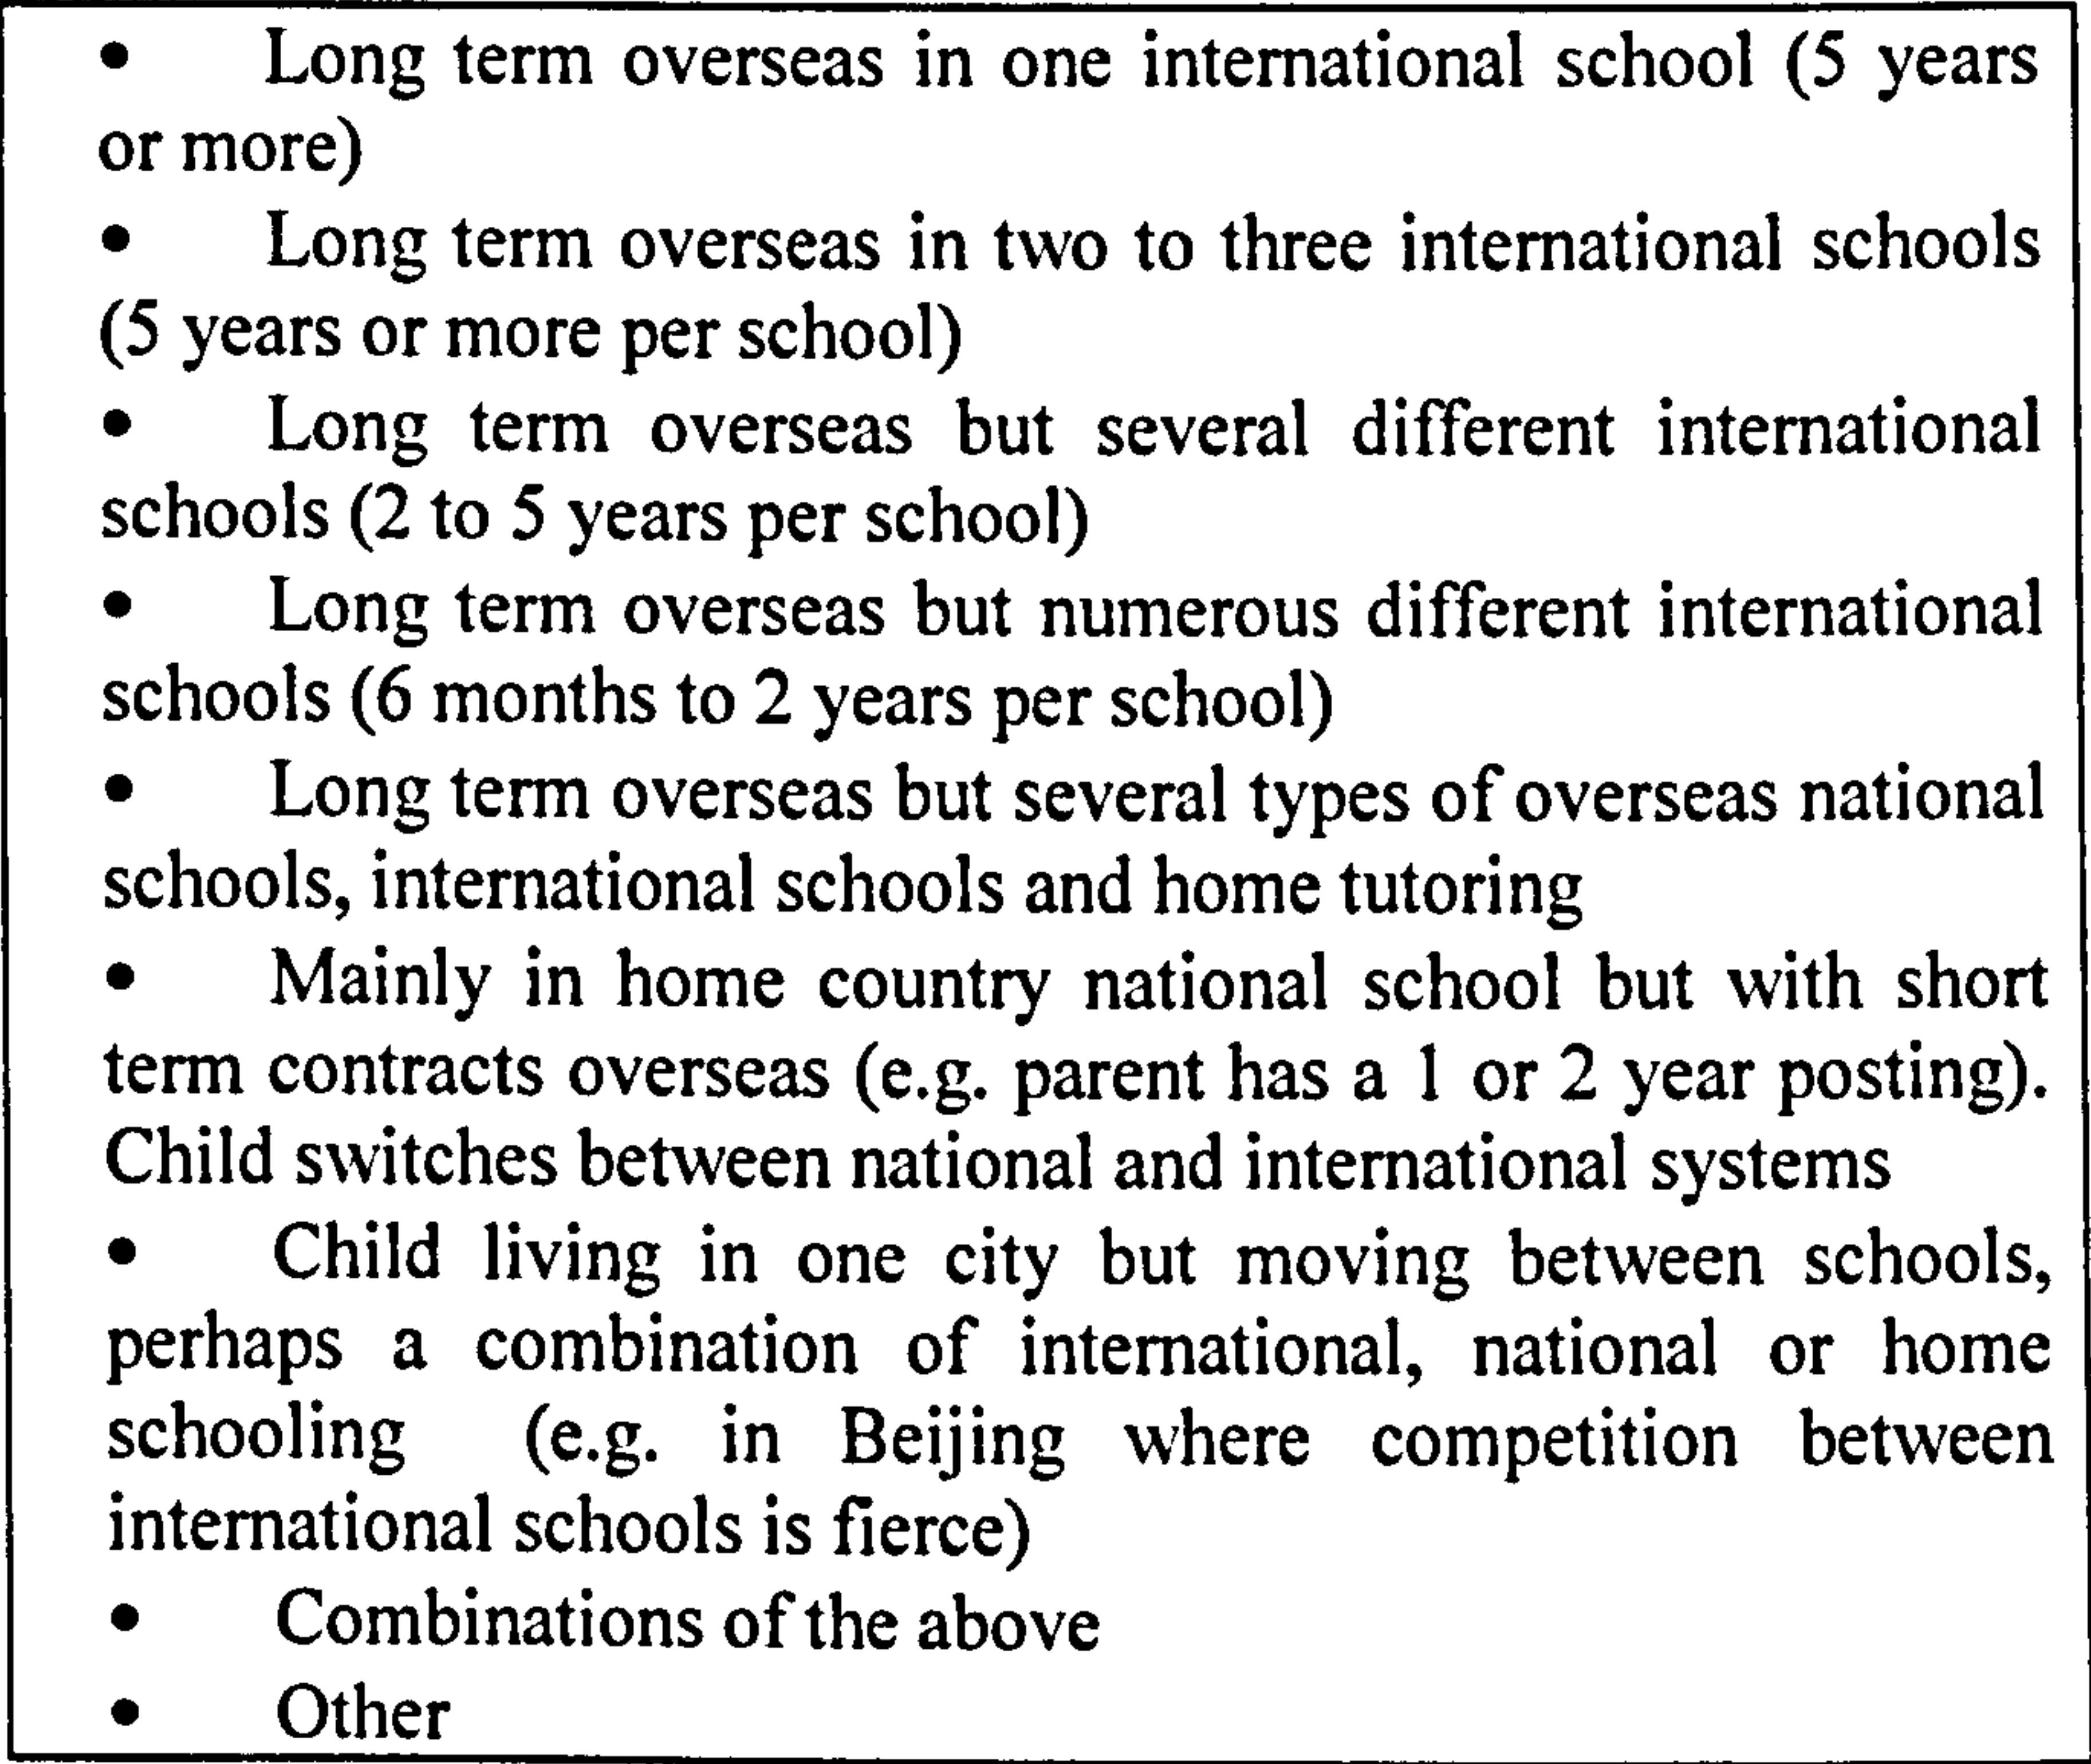 • Long term overseas in one international school (5 years
or more)
• Long term overseas in two to three international schools
(5 years or more per school)
• Long term overseas but several different international
schools (2 to 5 years per school)
• Long term overseas but numerous different international
schools (6 months to 2 years per school)
• Long term overseas but several types of overseas national
schools, international schools and home tutoring
• Mainly in home country national school but with short
term contracts overseas (e.g. parent has a 1 or 2 year posting).
Child switches between national and international systems
• Child living in one city but moving between schools,
perhaps a combination of international, national or home
schooling (e.g. in Beijing where competition between
international schools is fierce)
• Combinations of the above
• Other